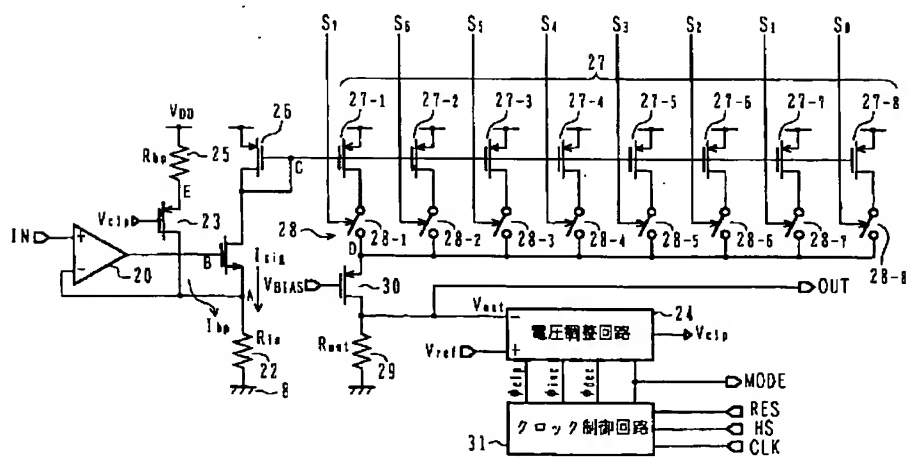 S7 S6 S5 S4 S3 S2 S1 S0
27
27-1 27-2 27-3 27-4 27-5 27-6 27-7 27-8
26
VDD
Rbp 25
C
E
Vclp 23
IN
+
-
20
B
Isig
A
Ibp
Rin
22
8
28
28-1 28-2 28-3 28-4 28-5 28-6 28-7 28-8
D
VBIAS 30
OUT
Vout
Rout
29
24
-
電圧調整回路
Vclp
Vref
+
φclp φinc φdec
MODE
RES
クロック制御回路
HS
31
CLK